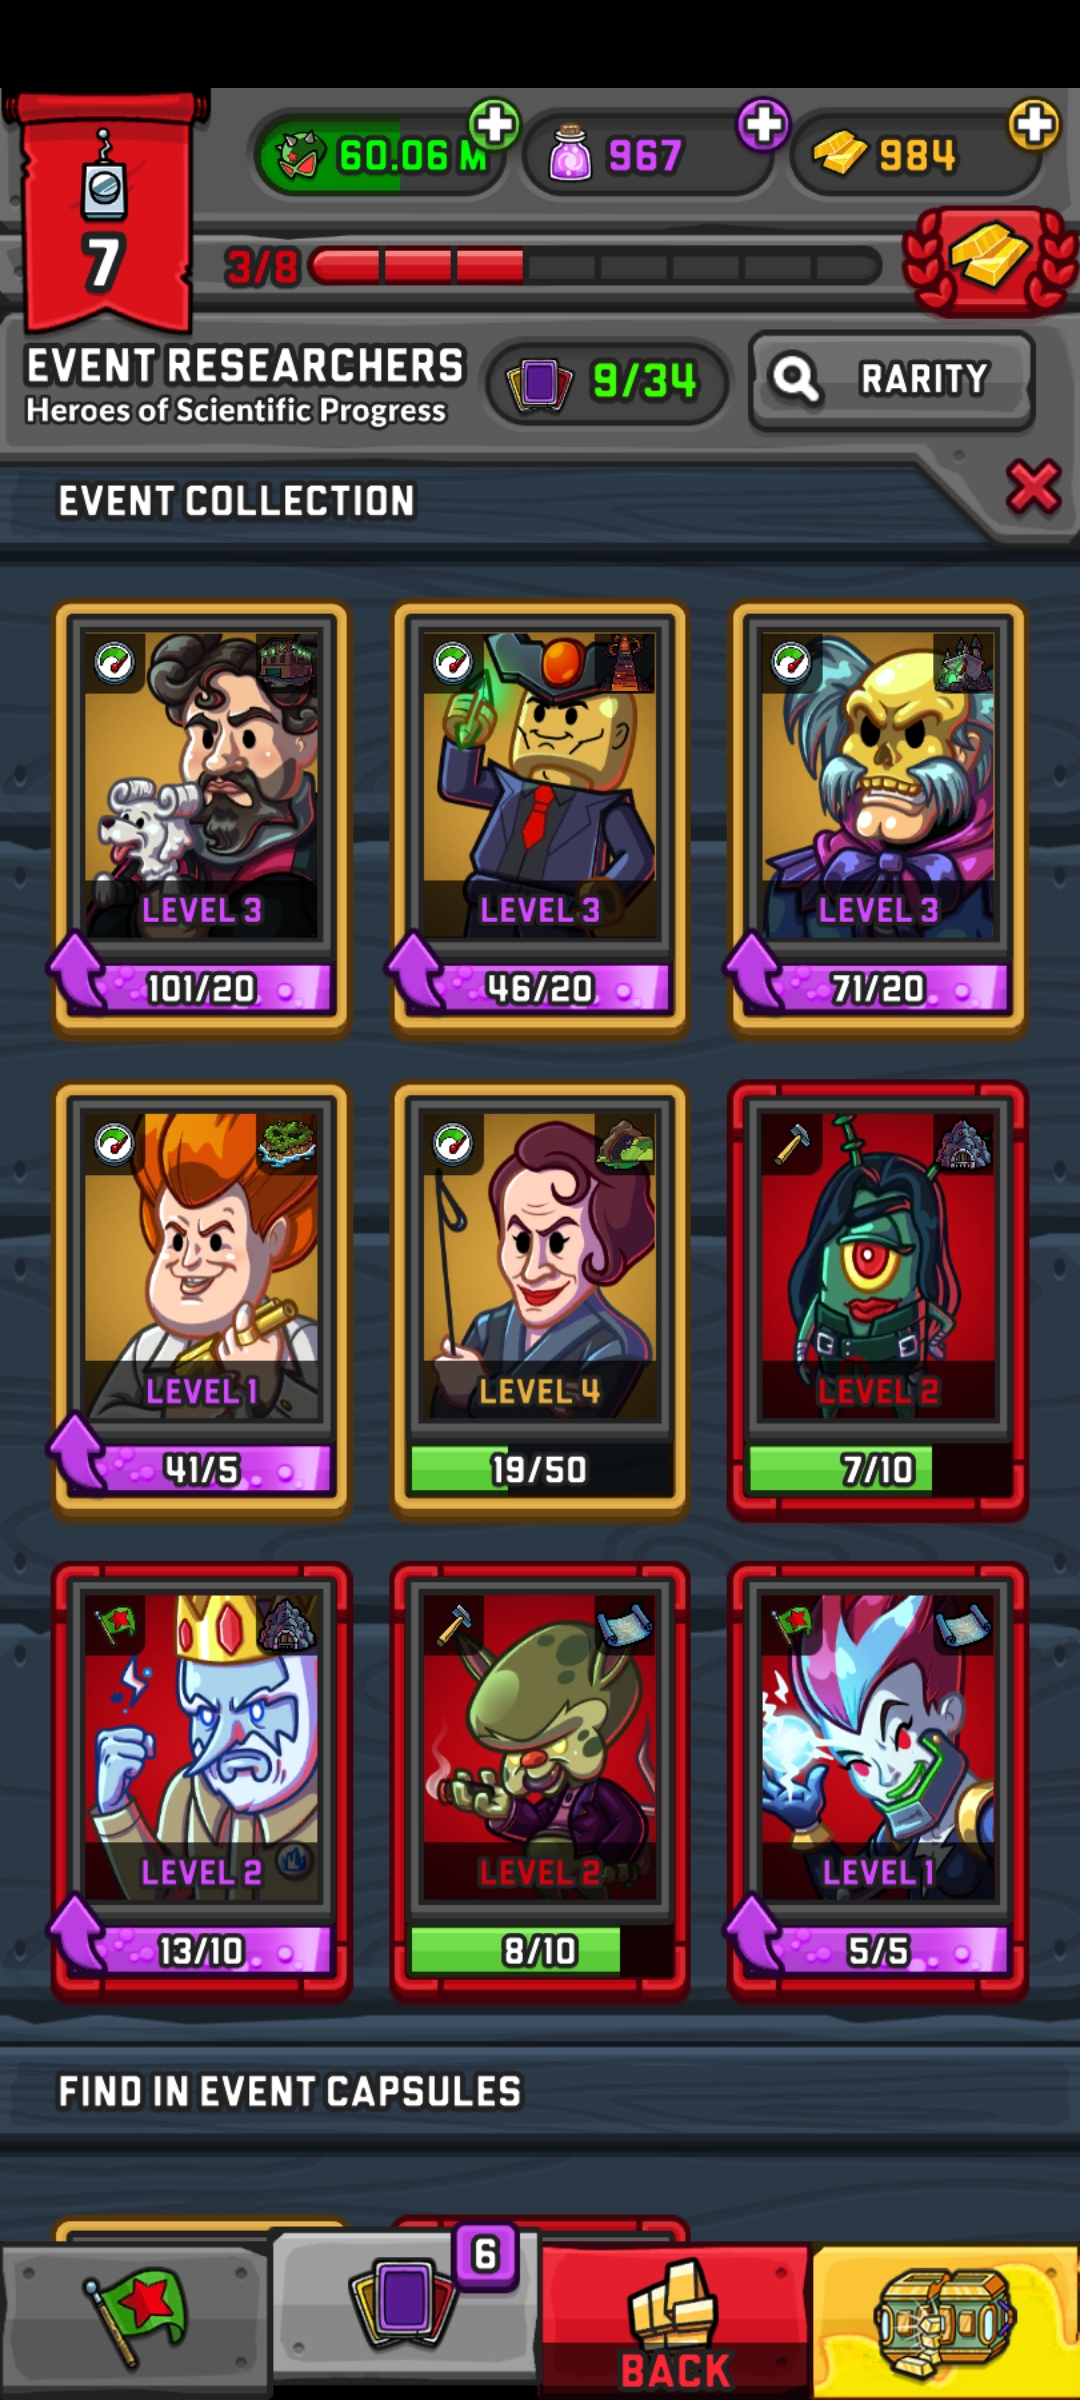 60.06 M
967
984
7
3/8
EVENT RESEARCHERS
Heroes of Scientific Progress
9/34
RARITY
EVENT COLLECTION
LEVEL 3
LEVEL 3
LEVEL 3
101/20
46/20
71/20
LEVEL 1
LEVEL 4
LEVEL 2
41/5
19/50
7/10
LEVEL 2
LEVEL 2
LEVEL 1
13/10
8/10
5/5
FIND IN EVENT CAPSULES
6
BACK